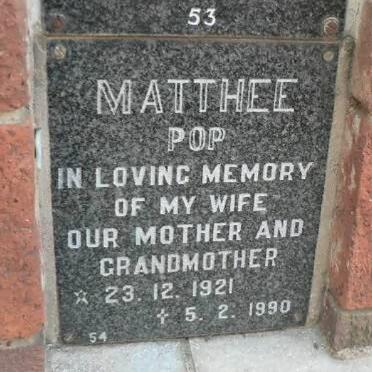 53
MATTHEE
POP
IN LOVING MEMORY
OF MY WIFE
OUR MOTHER AND
GRANDMOTHER
☆ 23. 12. 1921
✝ 5. 2. 1990
54